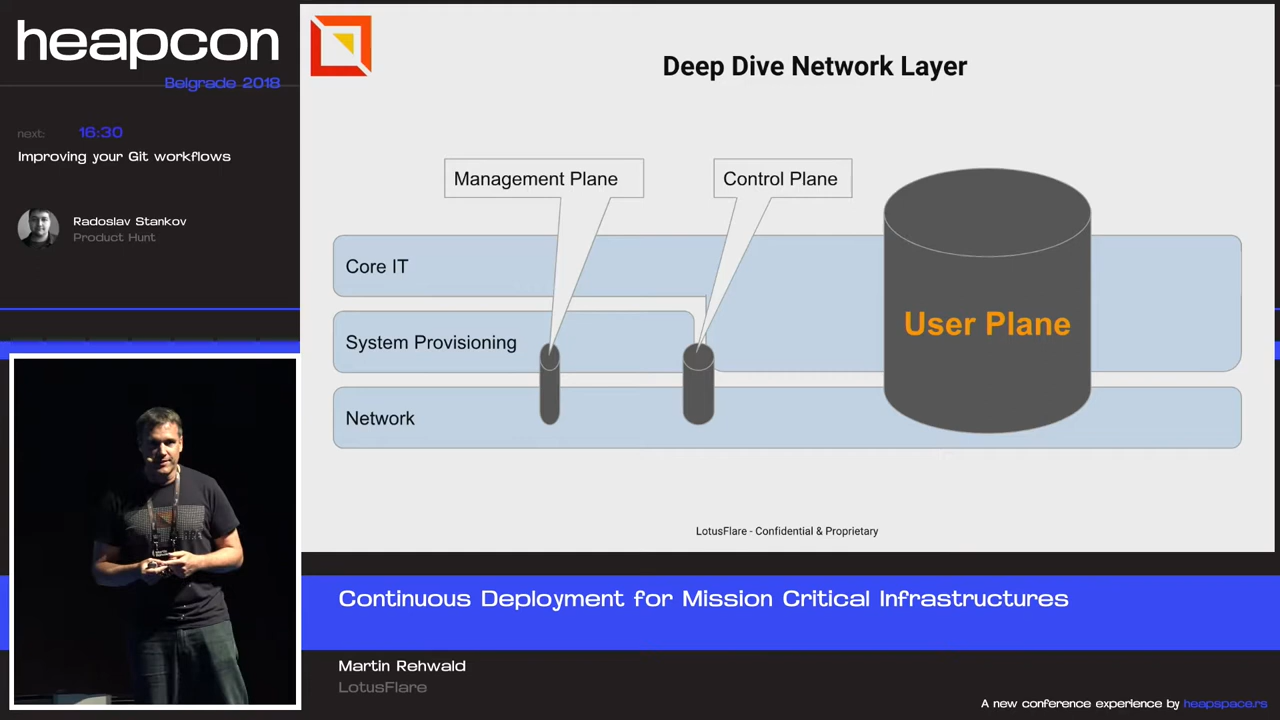 heapcon
Belgrade 2018
next: 16:30
Improving your Git workflows
Radoslav Stankov
Product Hunt
Deep Dive Network Layer
Management Plane
Control Plane
Core IT
System Provisioning
Network
User Plane
LotusFlare - Confidential & Proprietary
Continuous Deployment for Mission Critical Infrastructures
Martin Rehwald
LotusFlare
A new conference experience by heapspace.rs